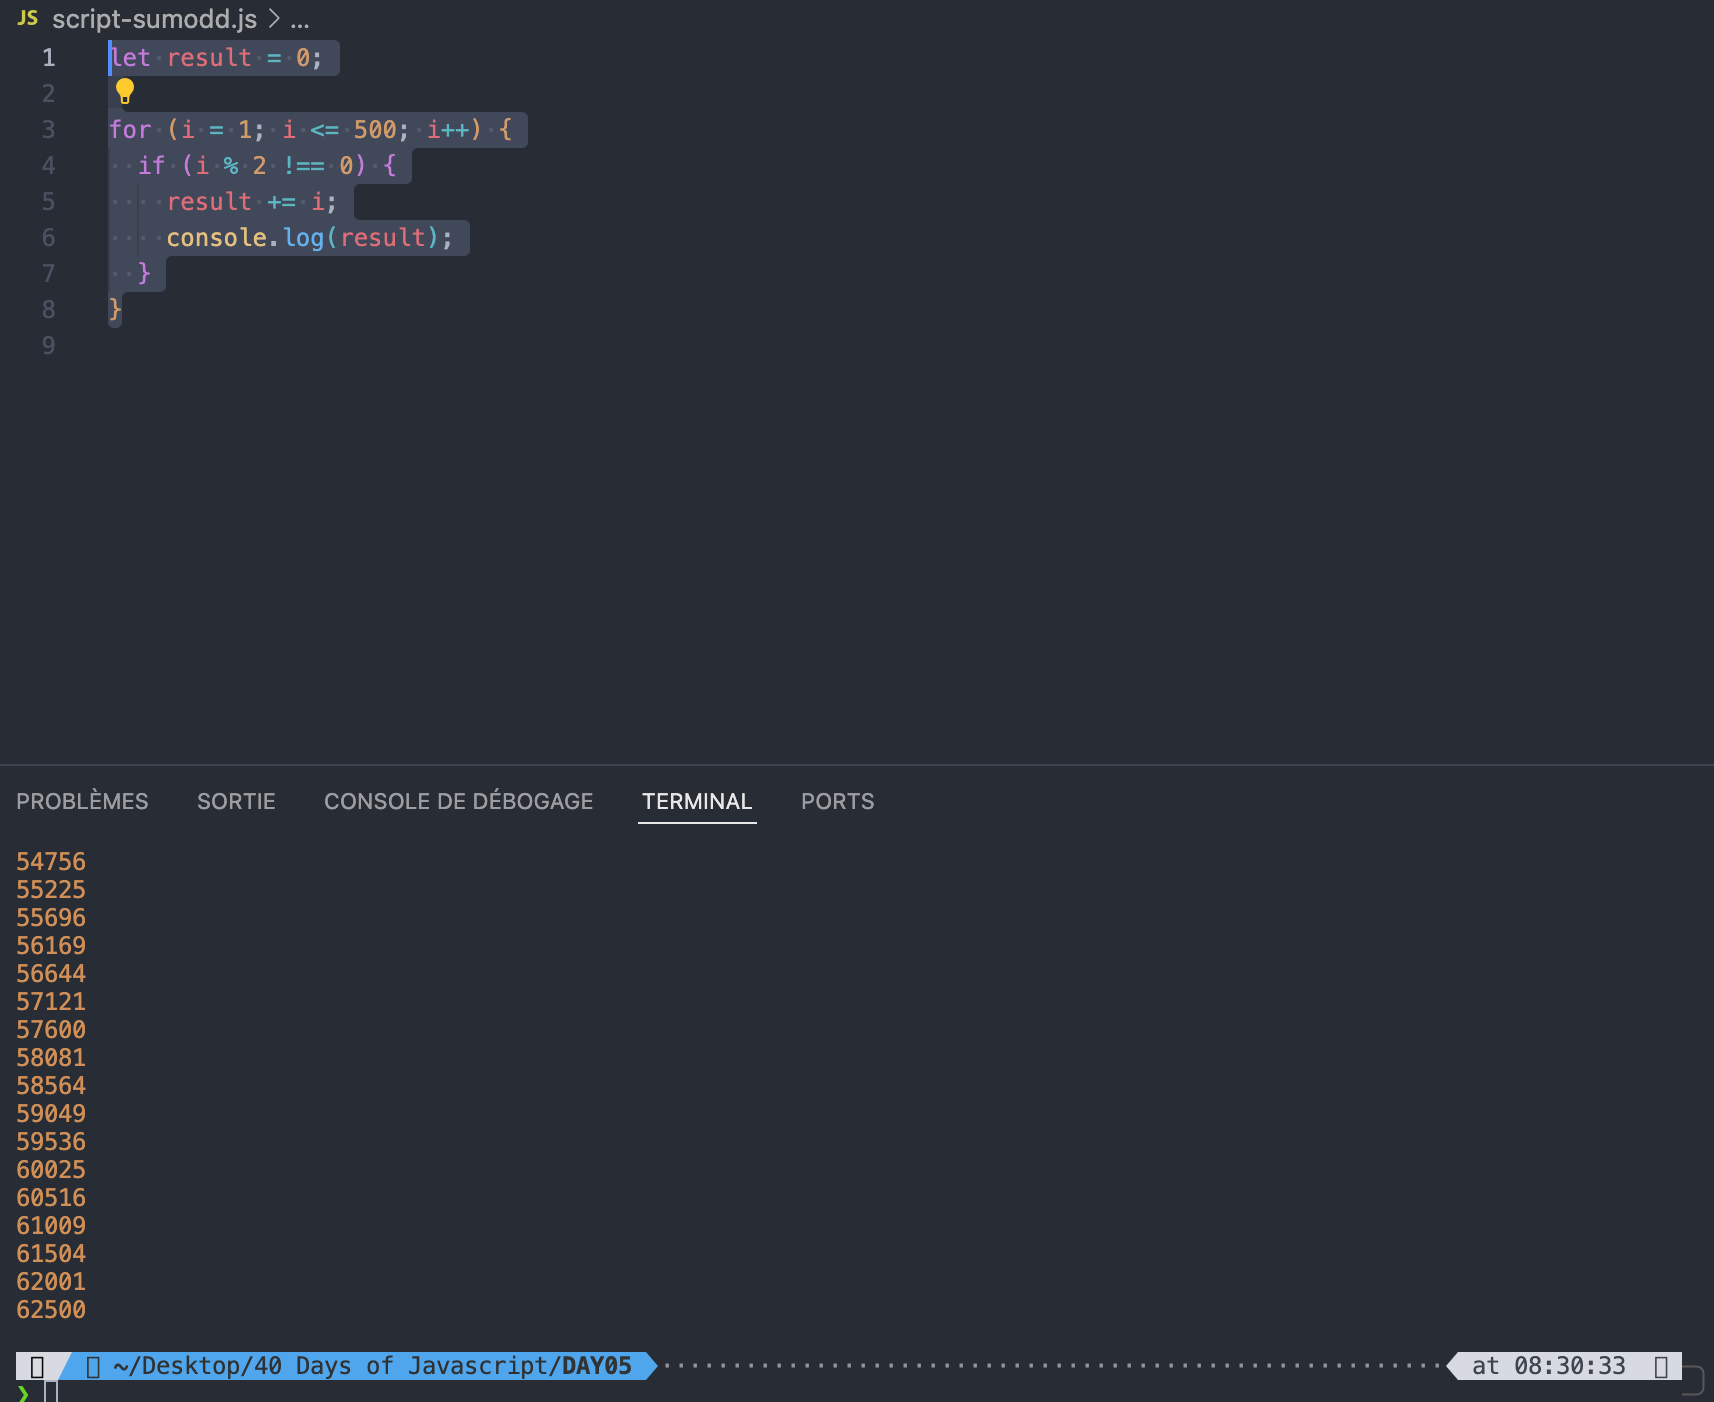 JS script-sumodd.js > ...
1 let result = 0;
2
3 for (i = 1; i <= 500; i++) {
4   if (i % 2 !== 0) {
5     result += i;
6     console.log(result);
7   }
8 }
9
PROBLÈMES SORTIE CONSOLE DE DÉBOGAGE TERMINAL PORTS
54756
55225
55696
56169
56644
57121
57600
58081
58564
59049
59536
60025
60516
61009
61504
62001
62500
~/Desktop/40 Days of Javascript/DAY05 at 08:30:33
❯